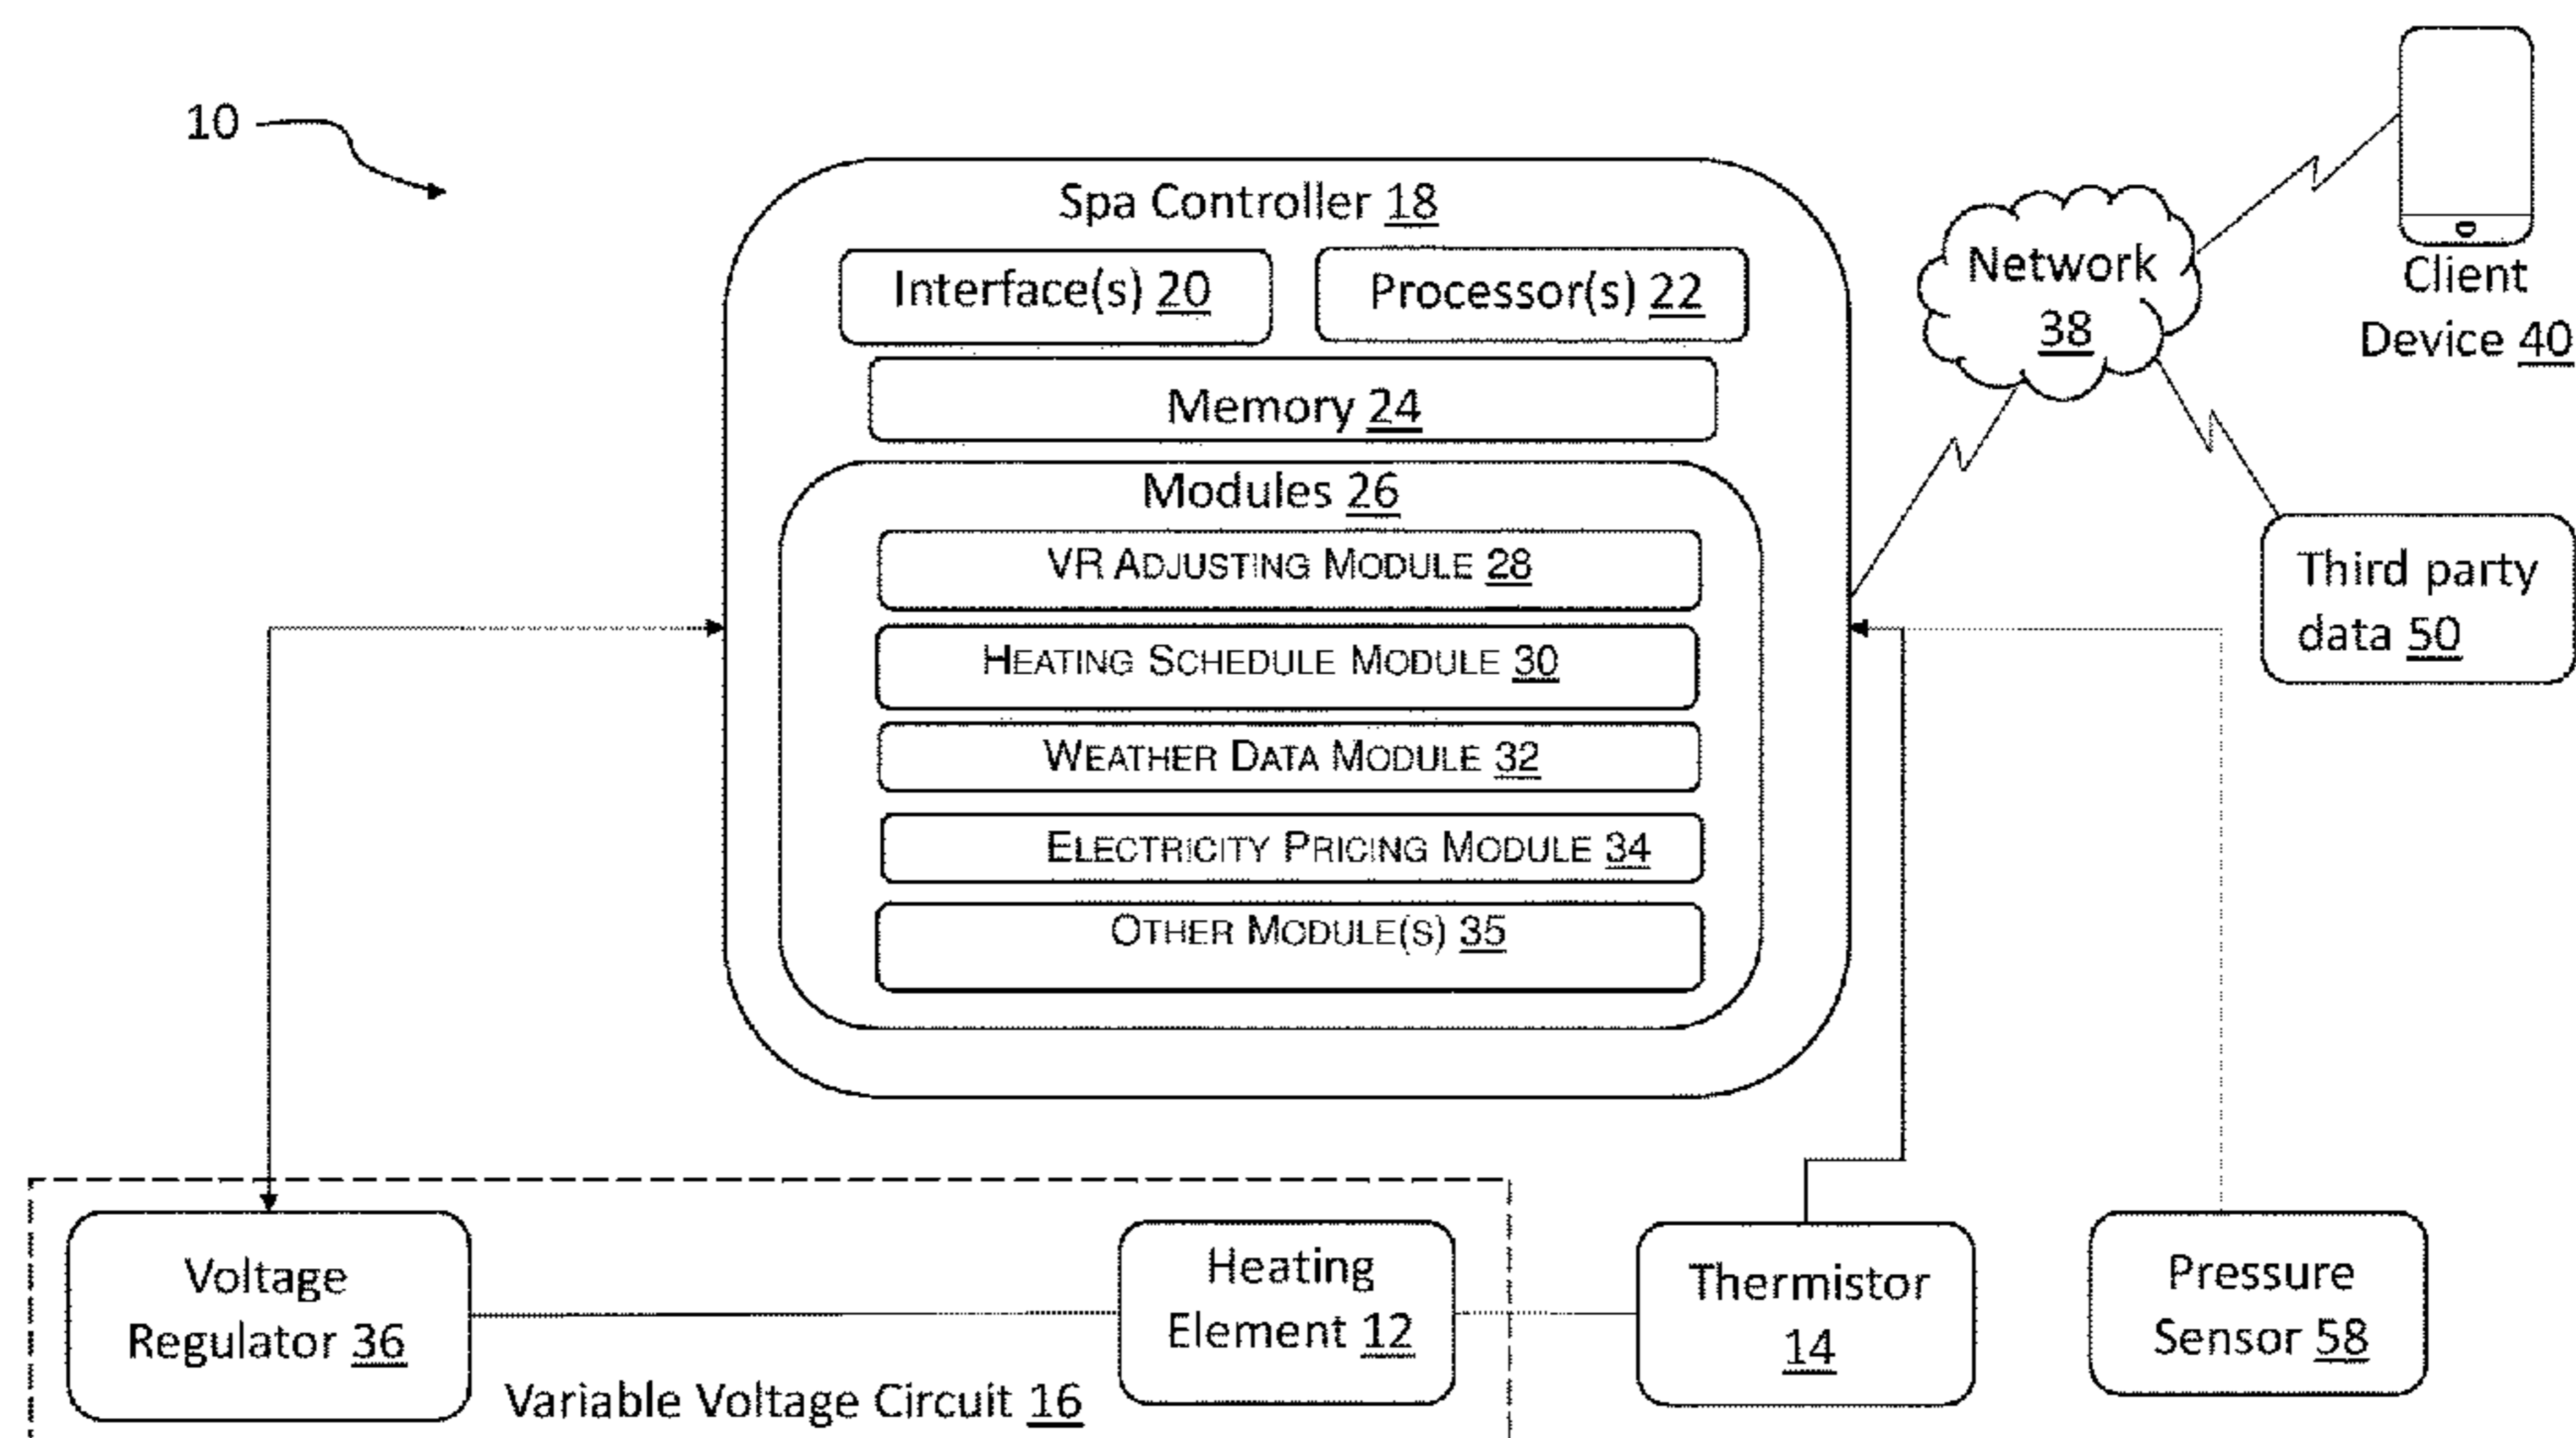 10
Spa Controller 18
Interface(s) 20
Processor(s) 22
Memory 24
Modules 26
VR ADJUSTING MODULE 28
HEATING SCHEDULE MODULE 30
WEATHER DATA MODULE 32
ELECTRICITY PRICING MODULE 34
OTHER MODULE(S) 35
Network
38
Client
Device 40
Third party
data 50
Voltage
Regulator 36
Variable Voltage Circuit 16
Heating
Element 12
Thermistor
14
Pressure
Sensor 58